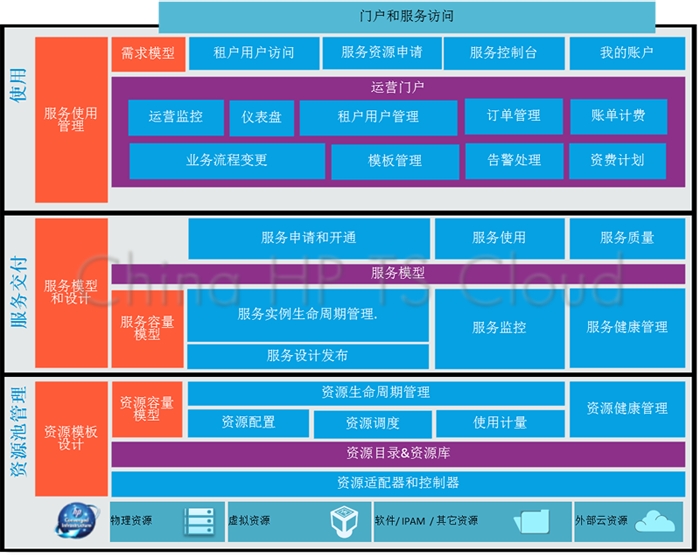 门户和服务访问
使用
服务使用
管理
需求模型
租户用户访问
服务资源申请
服务控制台
我的账户
运营门户
运营监控
仪表盘
租户用户管理
订单管理
账单计费
业务流程变更
模板管理
告警处理
资费计划
服务交付
服务模型
和设计
服务申请和开通
服务使用
服务质量
China HP TS Cloud
服务模型
服务容量
模型
服务实例生命周期管理.
服务设计发布
服务监控
服务健康管理
资源池管理
资源模板
设计
资源容量
模型
资源生命周期管理
资源配置
资源调度
使用计量
资源健康管理
资源目录&资源库
资源适配器和控制器
hp
Converged
Infrastructure
物理资源
虚拟资源
软件/ IPAM / 其它资源
外部云资源